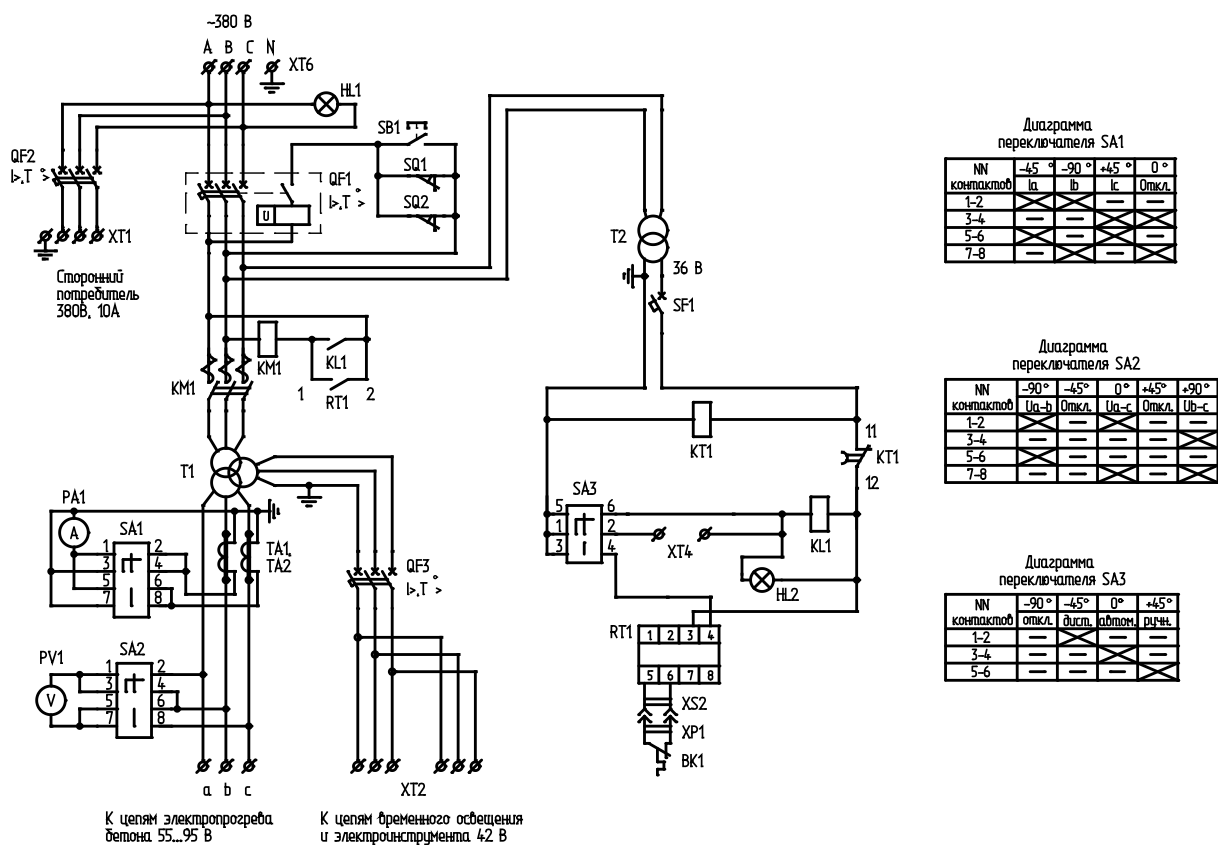 ~380 В
A B C N
XT6
HL1
SB1
QF2
I>,T°>
SQ1
QF1
I>,T°>
U
SQ2
XT1
Сторонний
потребитель
380В, 10А
T2
36 В
SF1
KM1
KL1
KM1
1 RT1 2
T1
PA1
A
SA1
1 2
3 4
5 6
7 8
TA1,
TA2
QF3
I>,T°>
PV1
V
SA2
1 2
3 4
5 6
7 8
a b c
XT2
К цепям электропрогрева
бетона 55...95 В
К цепям временного освещения
и электроинструмента 42 В
KT1
11
KT1
12
SA3
5 6
1 2
3 4
XT4
KL1
HL2
RT1
1 2 3 4
5 6 7 8
XS2
XP1
BK1
Диаграмма
переключателя SA1
NN -45° -90° +45° 0°
контактов Ia Ib Ic Откл.
1-2 — —
3-4 — —
5-6 — —
7-8 — —
Диаграмма
переключателя SA2
NN -90° -45° 0° +45° +90°
контактов Ua-b Откл. Ua-c Откл. Ub-c
1-2 — — —
3-4 — — — —
5-6 — — — —
7-8 — — —
Диаграмма
переключателя SA3
NN -90° -45° 0° +45°
контактов откл. дист. автом. ручн.
1-2 — — —
3-4 — — —
5-6 — — —